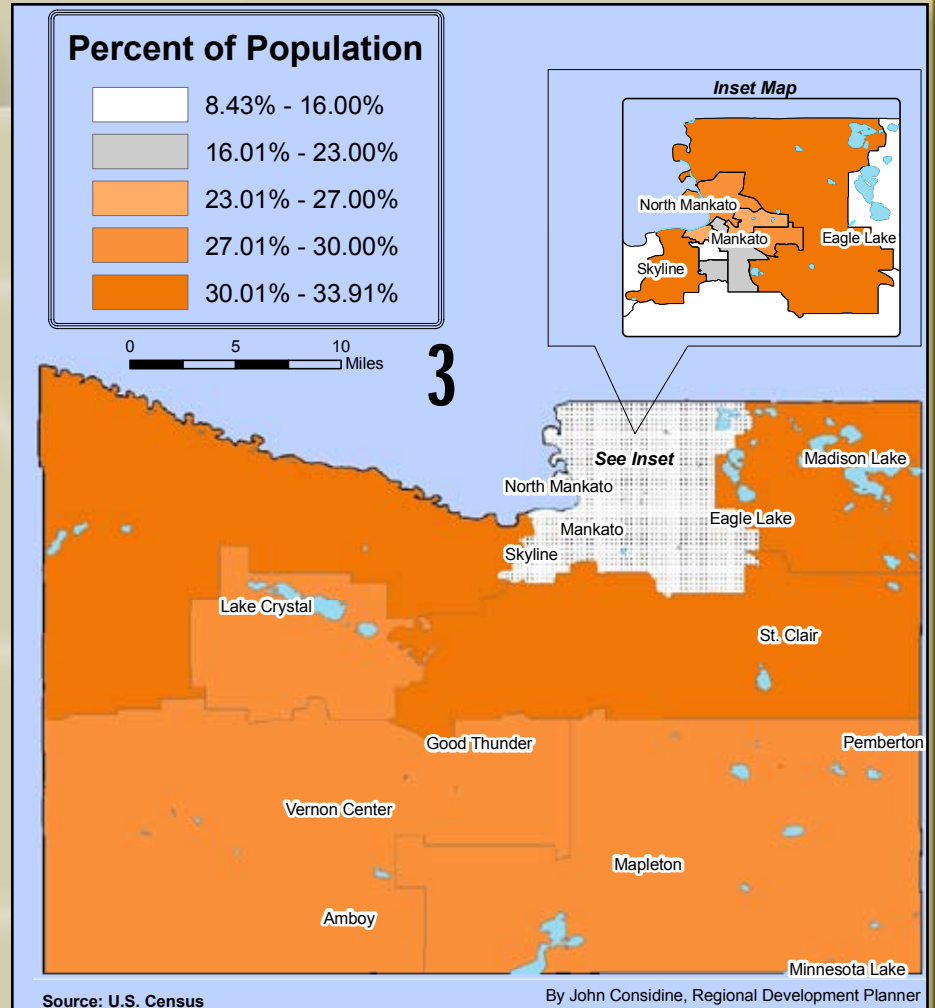 Percent of Population
8.43% - 16.00%
16.01% - 23.00%
23.01% - 27.00%
27.01% - 30.00%
30.01% - 33.91%
Inset Map
North Mankato
Mankato
Eagle Lake
Skyline
0 5 10
Miles
3
See Inset
Madison Lake
North Mankato
Eagle Lake
Mankato
Skyline
Lake Crystal
St. Clair
Good Thunder
Pemberton
Vernon Center
Mapleton
Amboy
Minnesota Lake
Source: U.S. Census
By John Considine, Regional Development Planner